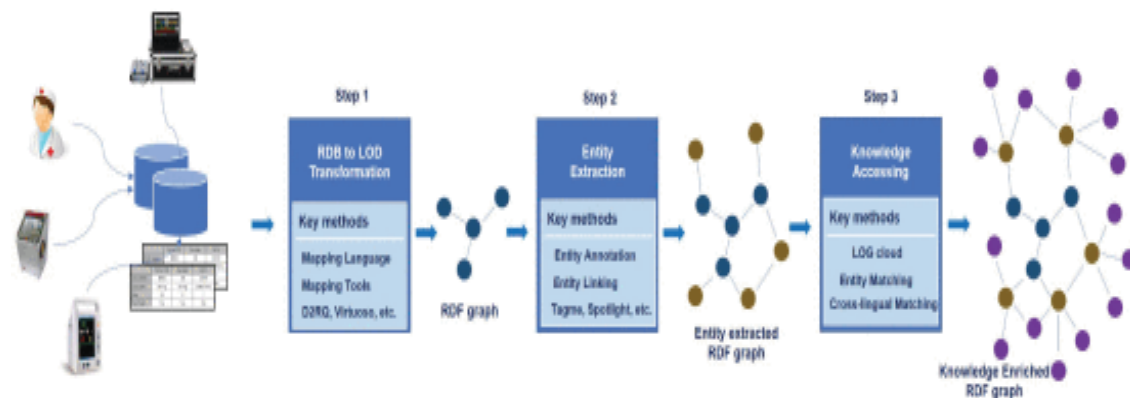 Step 1
RDB to LOD
Transformation
Key methods
Mapping Language
Mapping Tools
D2RQ, Virtuoso, etc.
RDF graph
Step 2
Entity
Extraction
Key methods
Entity Annotation
Entity Linking
Tagme, Spotlight, etc.
Entity extracted
RDF graph
Step 3
Knowledge
Accessing
Key methods
LOG cloud
Entity Matching
Cross-lingual Matching
Knowledge Enriched
RDF graph